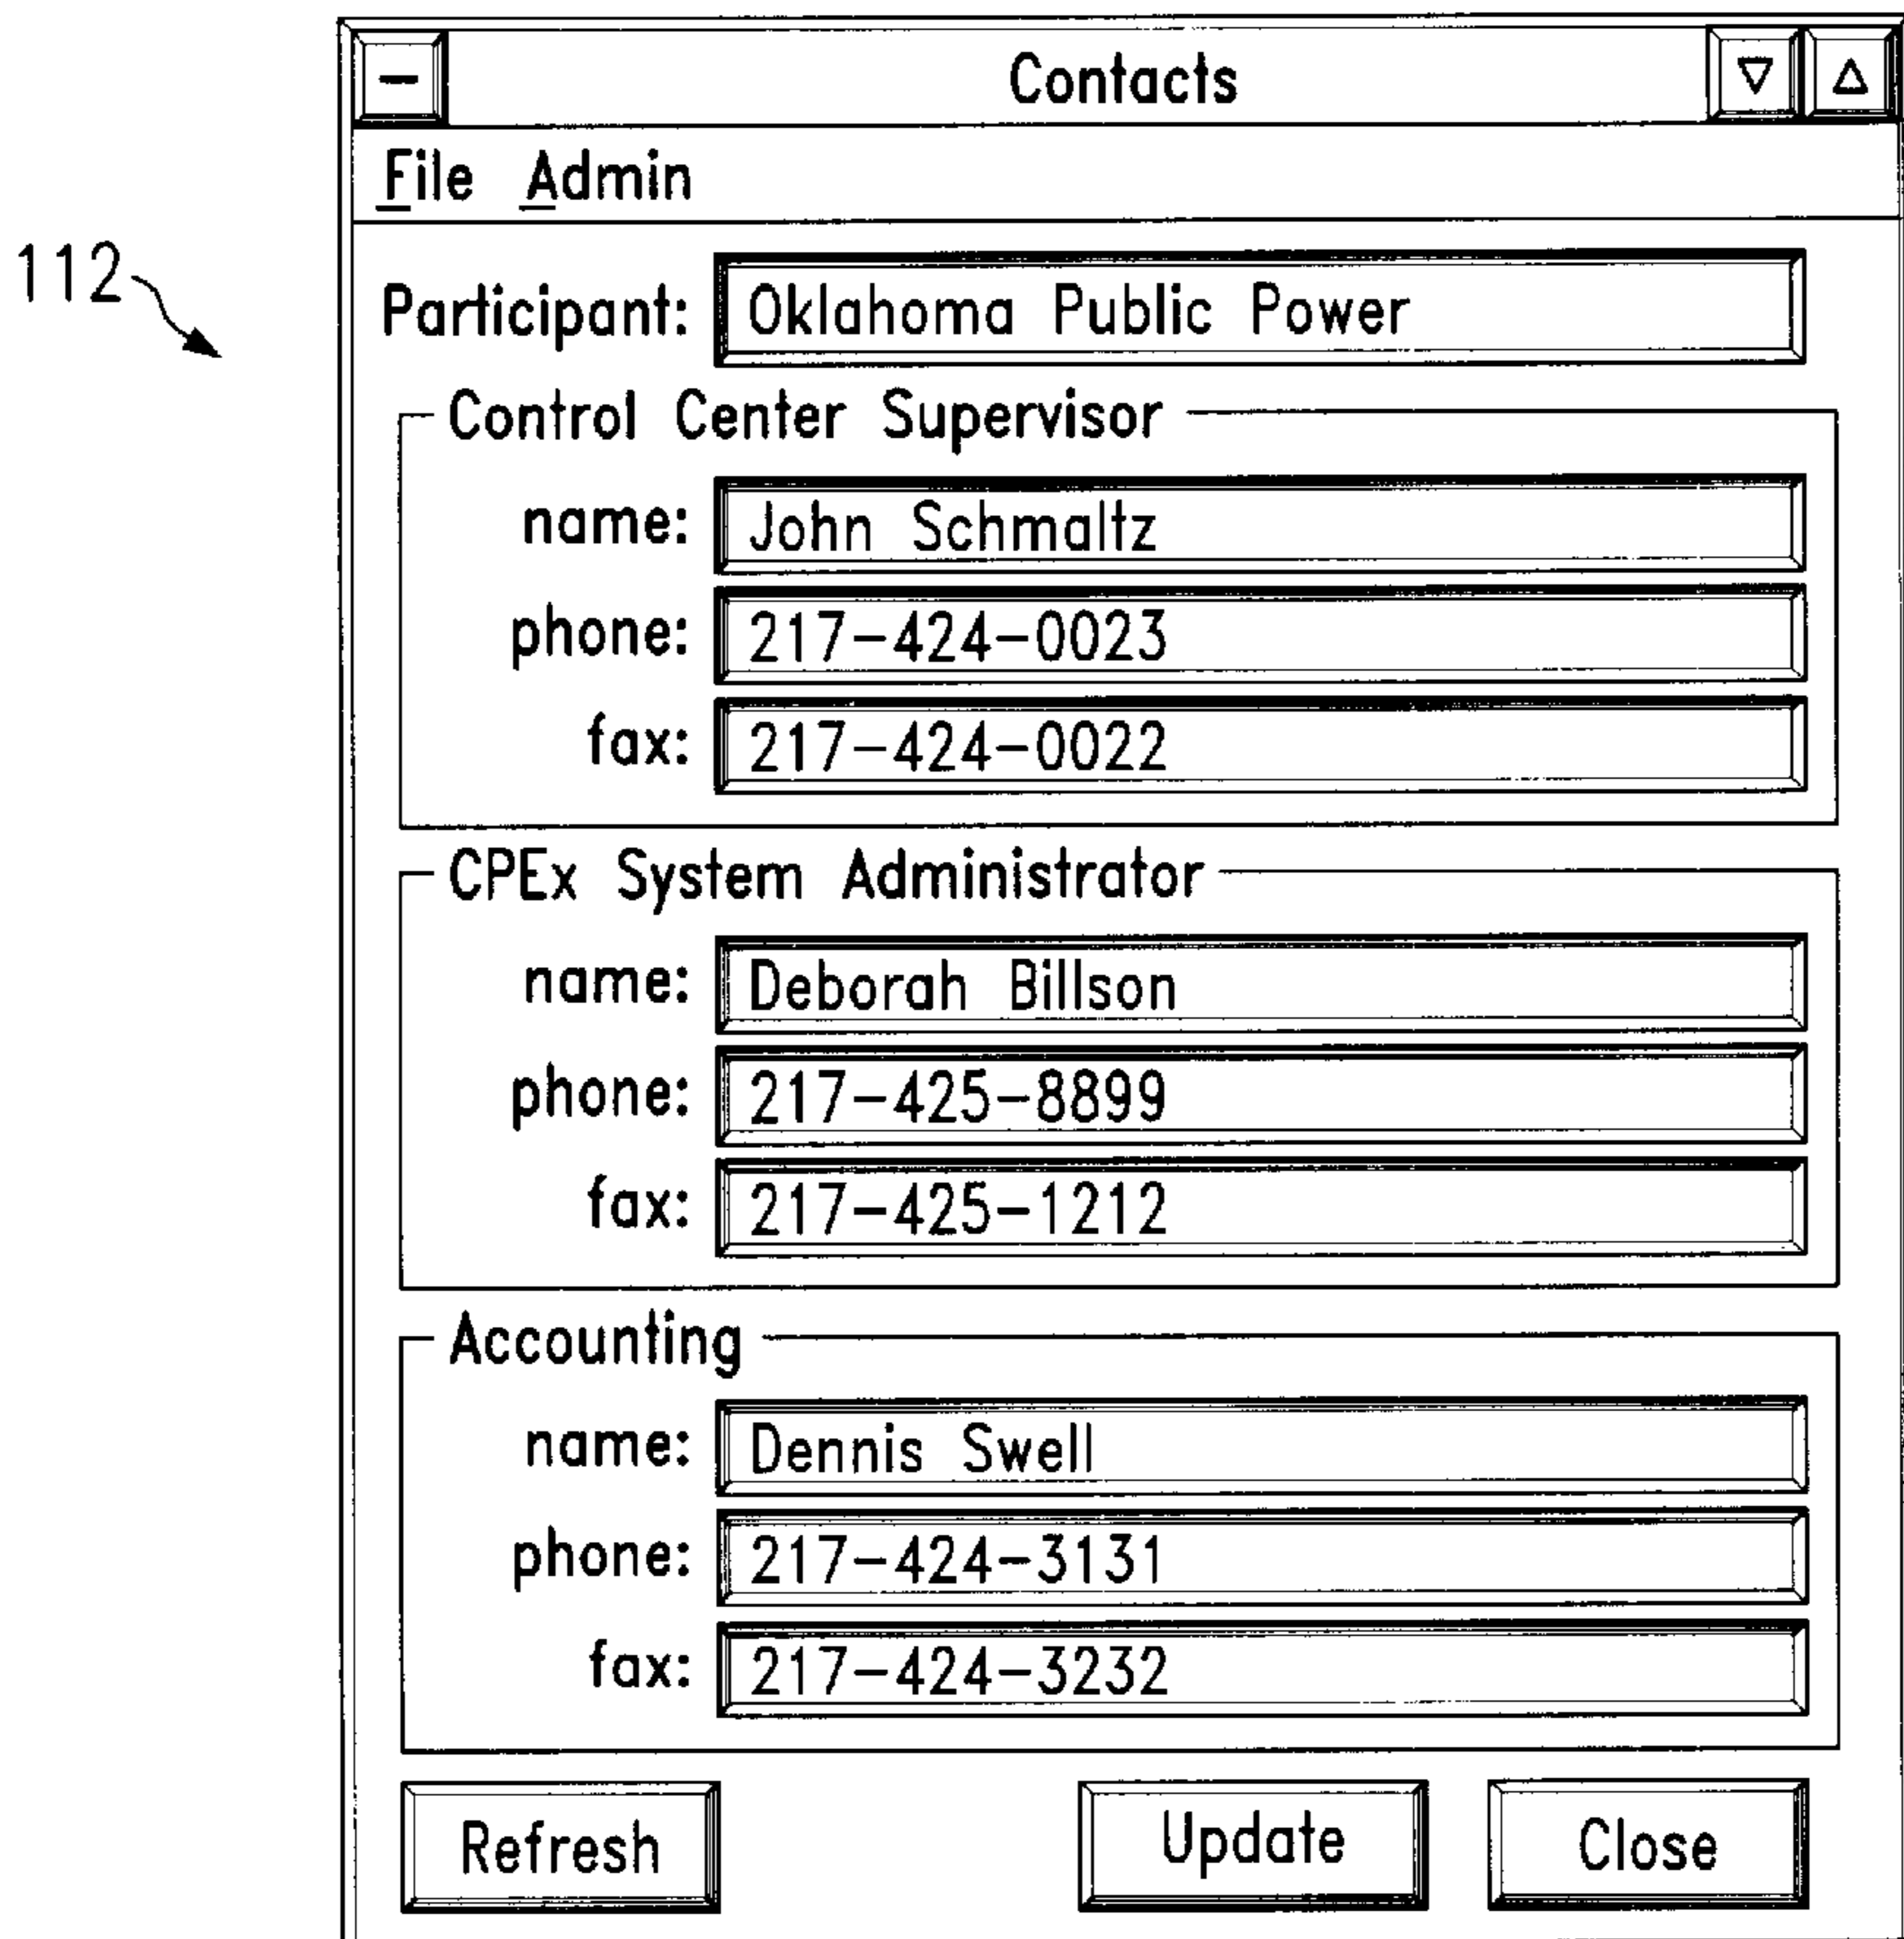 Contacts
File Admin
112
Participant: Oklahoma Public Power
Control Center Supervisor
name: John Schmaltz
phone: 217-424-0023
fax: 217-424-0022
CPEx System Administrator
name: Deborah Billson
phone: 217-425-8899
fax: 217-425-1212
Accounting
name: Dennis Swell
phone: 217-424-3131
fax: 217-424-3232
Refresh Update Close